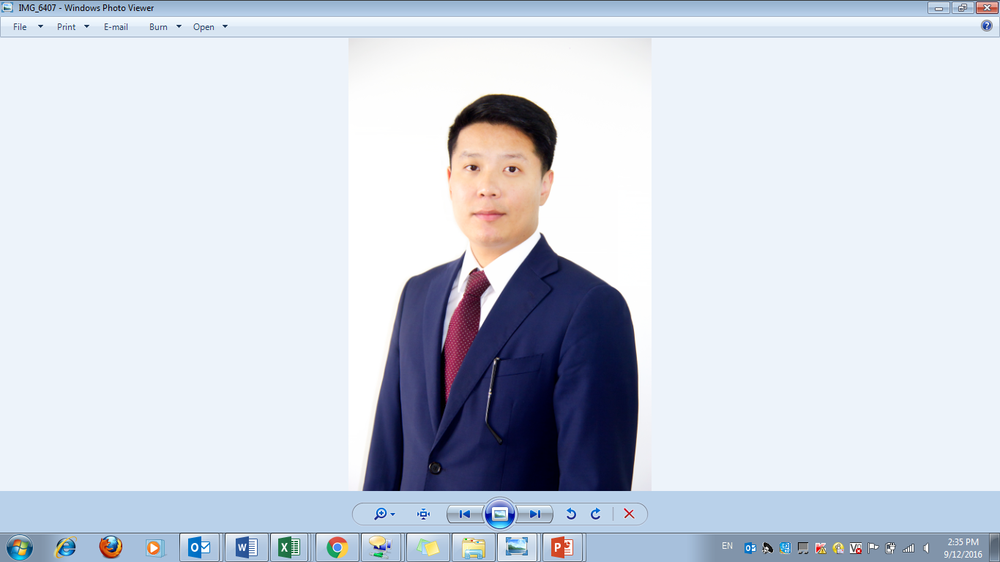 IMG_6407 - Windows Photo Viewer
File Print E-mail Burn Open
EN
2:35 PM
9/12/2016